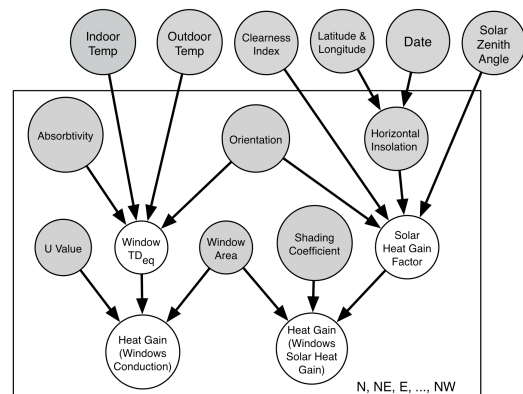 Indoor
Temp
Outdoor
Temp
Clearness
Index
Latitude &
Longitude
Date
Solar
Zenith
Angle
Absorbtivity
Orientation
Horizontal
Insolation
U Value
Window
TDeq
Window
Area
Shading
Coefficient
Solar
Heat Gain
Factor
Heat Gain
(Windows
Conduction)
Heat Gain
(Windows
Solar Heat
Gain)
N, NE, E, ..., NW